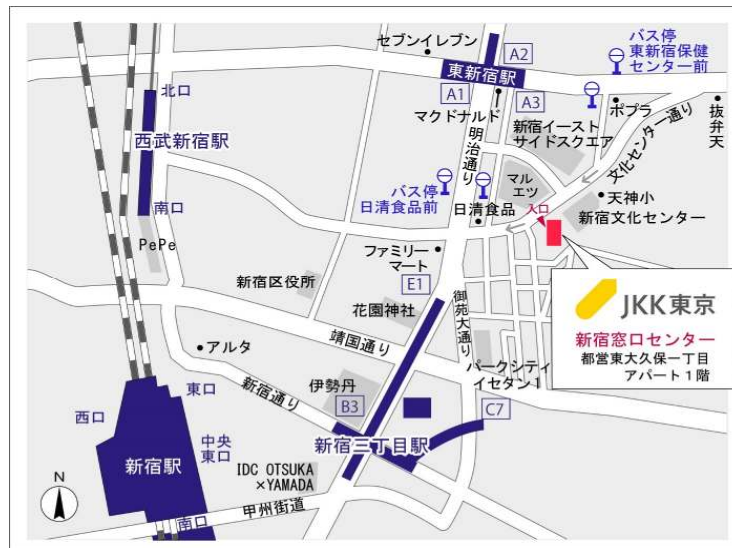 セブンイレブン
A2
バス停
東新宿保健
センター前
東新宿駅
A1
A3
マクドナルド
ポプラ
抜弁天
北口
西武新宿駅
南口
PePe
明治通り
新宿イースト
サイドスクエア
文化センター通り
バス停
日清食品前
マル
エツ
日清食品
天神小
入口
新宿文化センター
ファミリー
マート
新宿区役所
E1
花園神社
御苑大通り
JKK東京
新宿窓口センター
都営東大久保一丁目
アパート1階
アルタ
靖国通り
パークシティ
イセタン1
新宿通り
伊勢丹
B3
C7
東口
西口
中央
東口
新宿三丁目駅
新宿駅
IDC OTSUKA
×YAMADA
甲州街道
南口
N